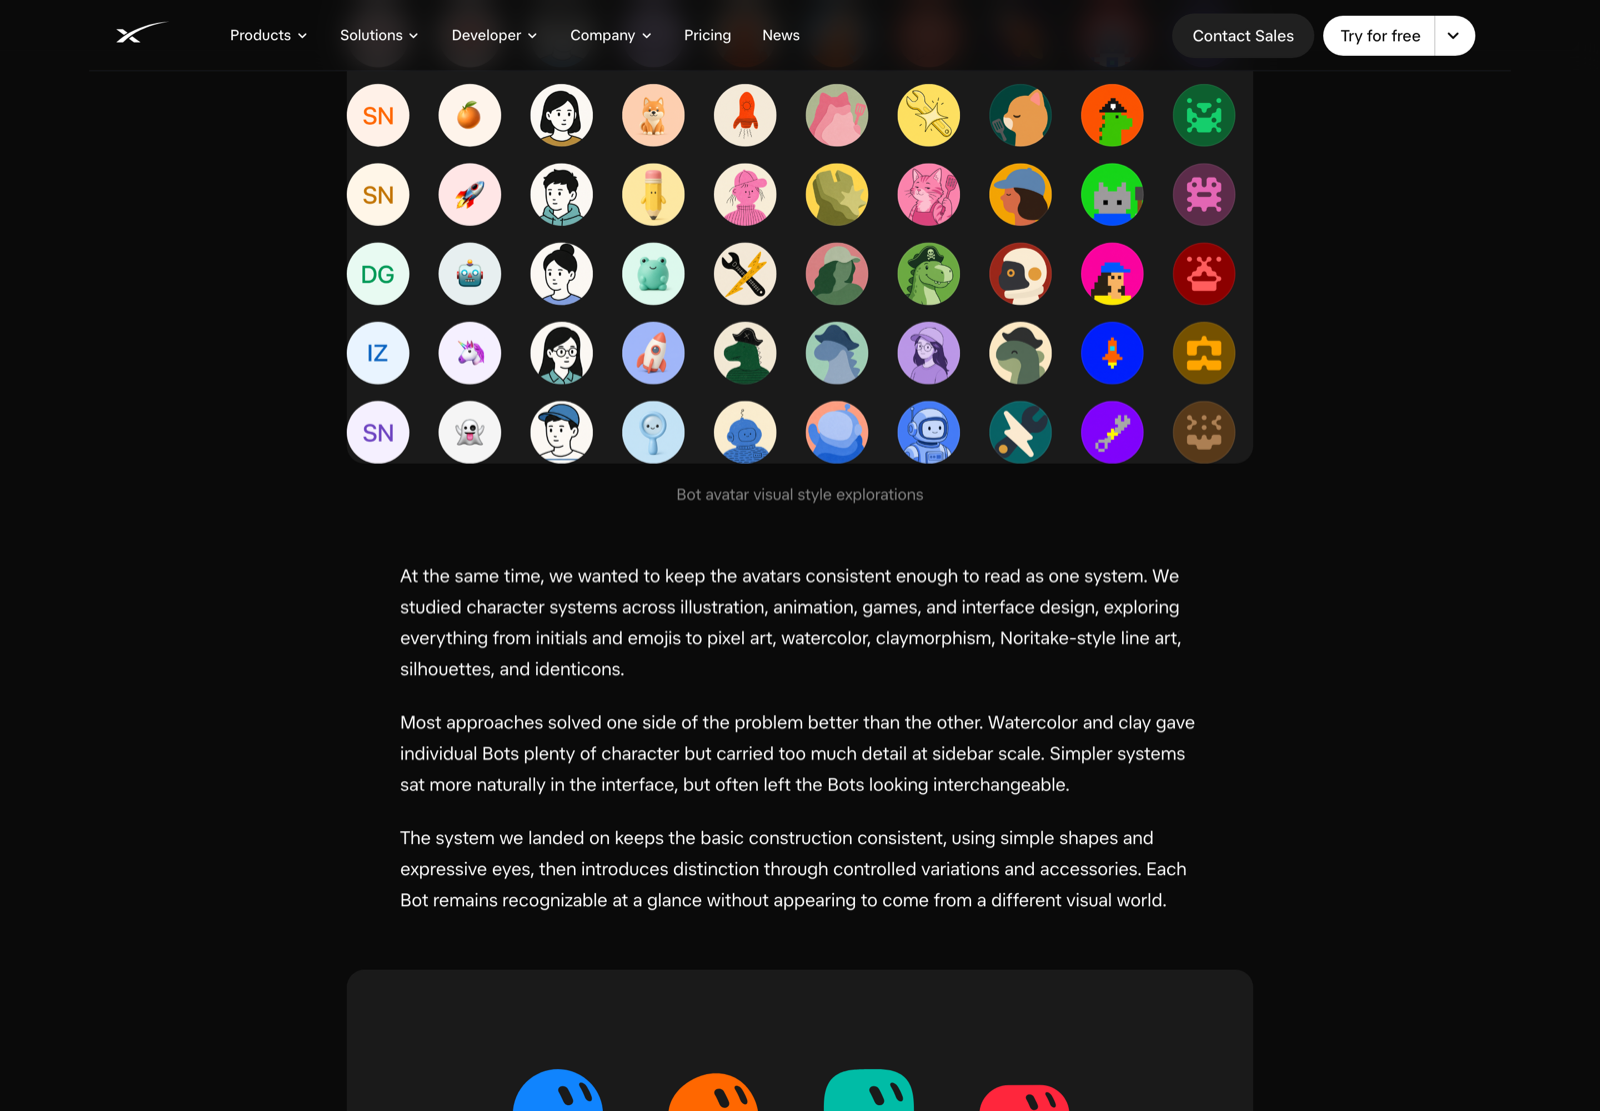 Products
Solutions
Developer
Company
Pricing
News
Contact Sales
Try for free
SN
SN
DG
IZ
SN
Bot avatar visual style explorations
At the same time, we wanted to keep the avatars consistent enough to read as one system. We
studied character systems across illustration, animation, games, and interface design, exploring
everything from initials and emojis to pixel art, watercolor, claymorphism, Noritake-style line art,
silhouettes, and identicons.
Most approaches solved one side of the problem better than the other. Watercolor and clay gave
individual Bots plenty of character but carried too much detail at sidebar scale. Simpler systems
sat more naturally in the interface, but often left the Bots looking interchangeable.
The system we landed on keeps the basic construction consistent, using simple shapes and
expressive eyes, then introduces distinction through controlled variations and accessories. Each
Bot remains recognizable at a glance without appearing to come from a different visual world.